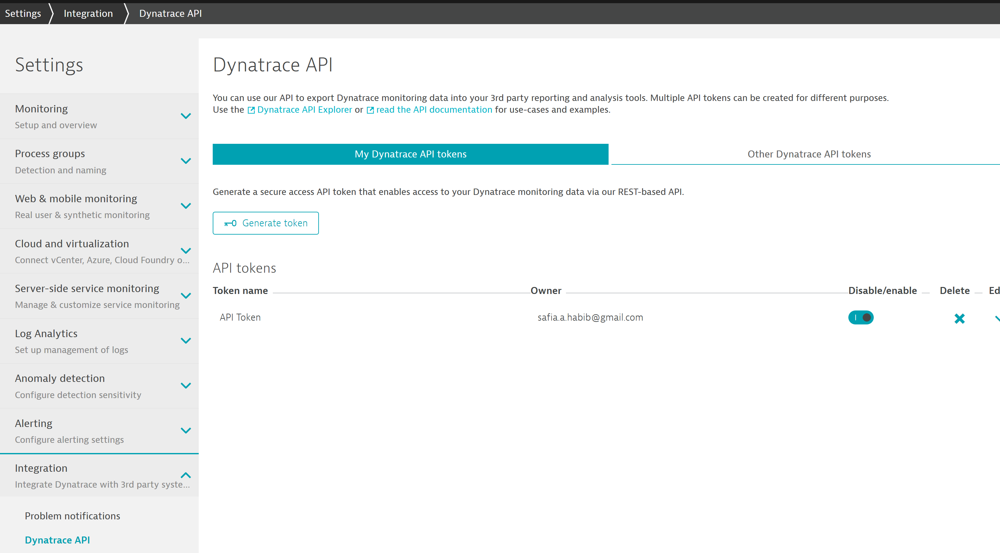 Settings
Integration
Dynatrace API
Settings
Monitoring
Setup and overview
Process groups
Detection and naming
Web & mobile monitoring
Real user & synthetic monitoring
Cloud and virtualization
Connect vCenter, Azure, Cloud Foundry o...
Server-side service monitoring
Manage & customize service monitoring
Log Analytics
Set up management of logs
Anomaly detection
Configure detection sensitivity
Alerting
Configure alerting settings
Integration
Integrate Dynatrace with 3rd party syste...
Problem notifications
Dynatrace API
Dynatrace API
You can use our API to export Dynatrace monitoring data into your 3rd party reporting and analysis tools. Multiple API tokens can be created for different purposes.
Use the Dynatrace API Explorer or read the API documentation for use-cases and examples.
My Dynatrace API tokens
Other Dynatrace API tokens
Generate a secure access API token that enables access to your Dynatrace monitoring data via our REST-based API.
Generate token
API tokens
Token name Owner Disable/enable Delete Ed
API Token safia.a.habib@gmail.com